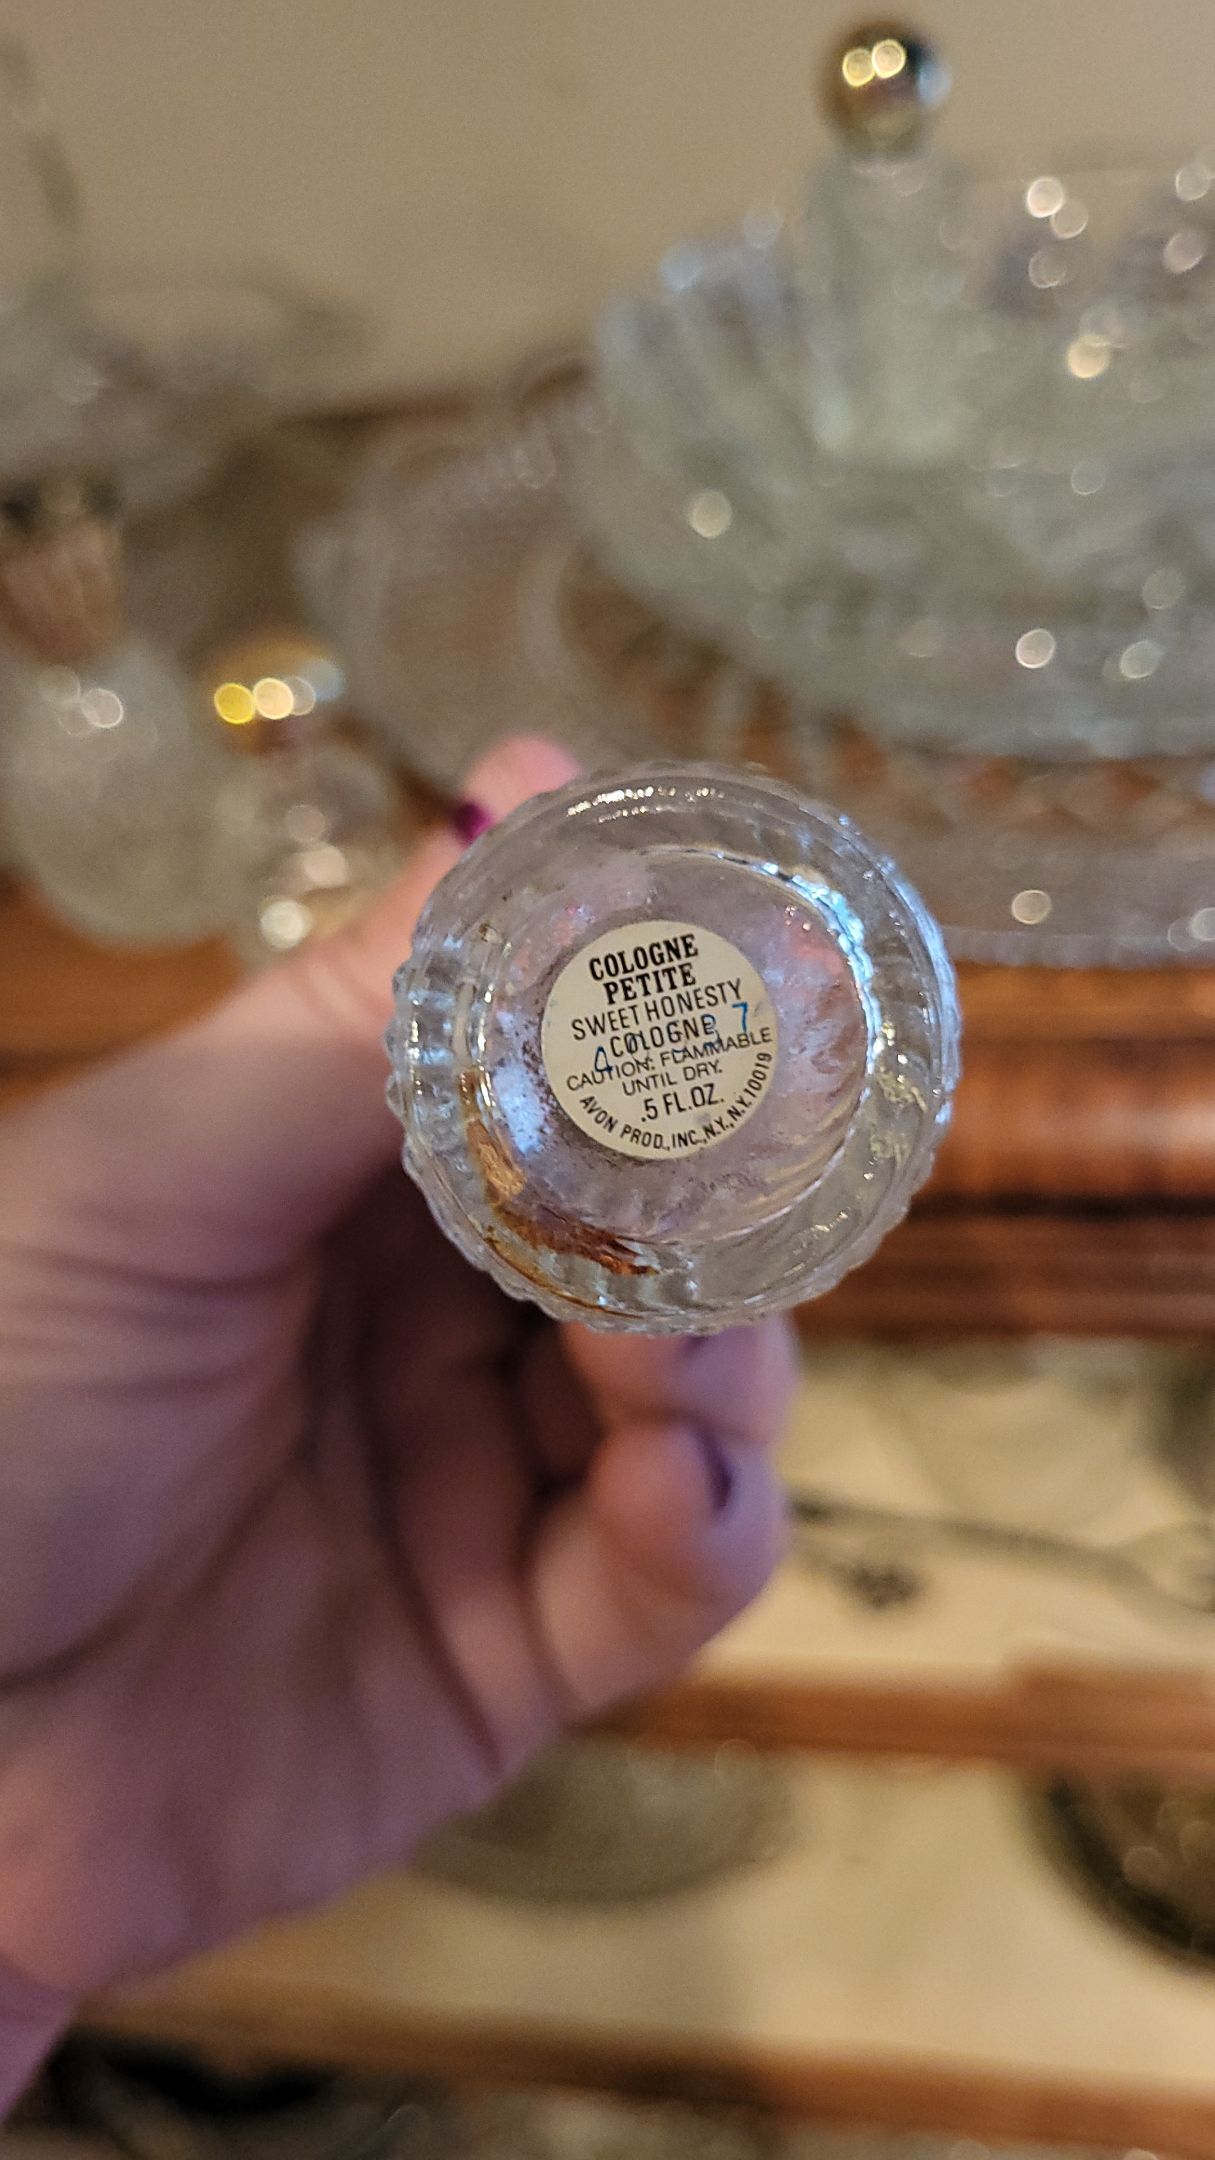 COLOGNE
PETITE
SWEET HONESTY
COLOGNE
CAUTION: FLAMMABLE
UNTIL DRY.
.5 FL.OZ.
AVON PROD., INC., N.Y., N.Y. 10019